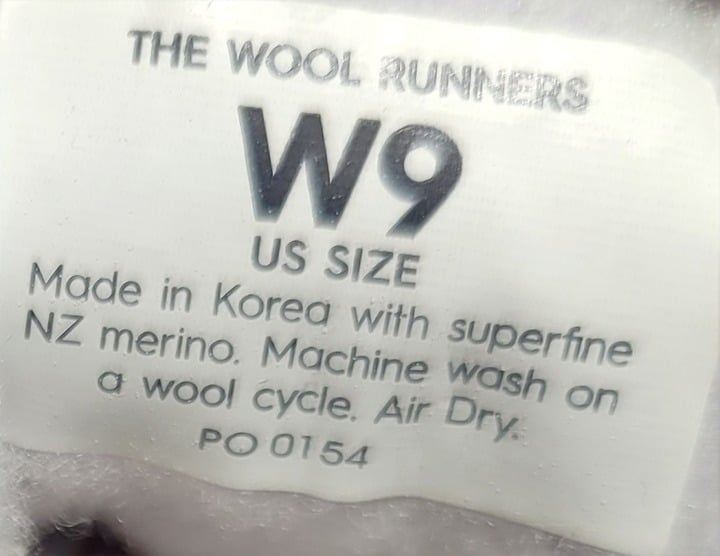 THE WOOL RUNNERS
W9
US SIZE
Made in Korea with superfine
NZ merino. Machine wash on
a wool cycle. Air Dry.
PO 0154